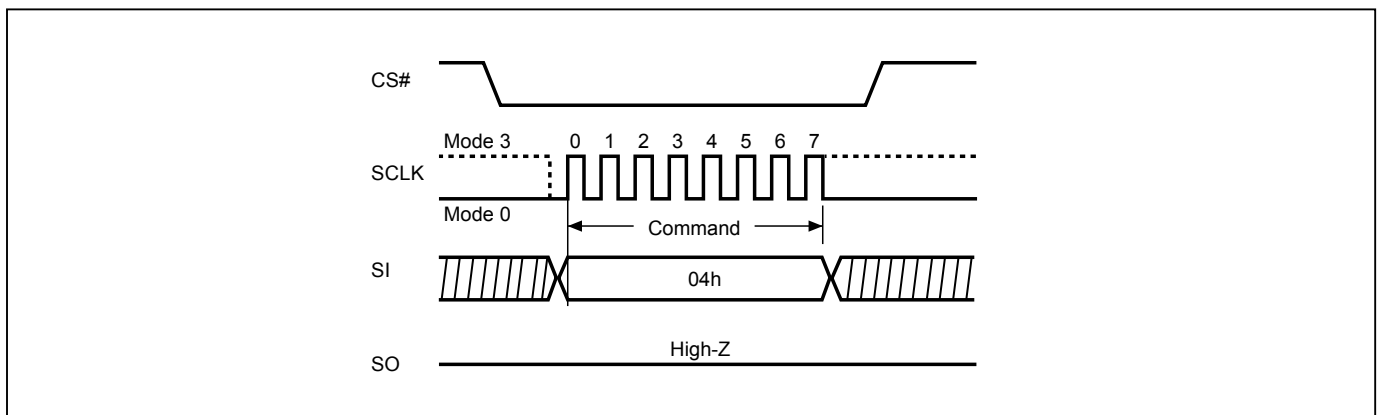 CS#
Mode 3
0 1 2 3 4 5 6 7
SCLK
Mode 0
Command
SI
04h
High-Z
SO